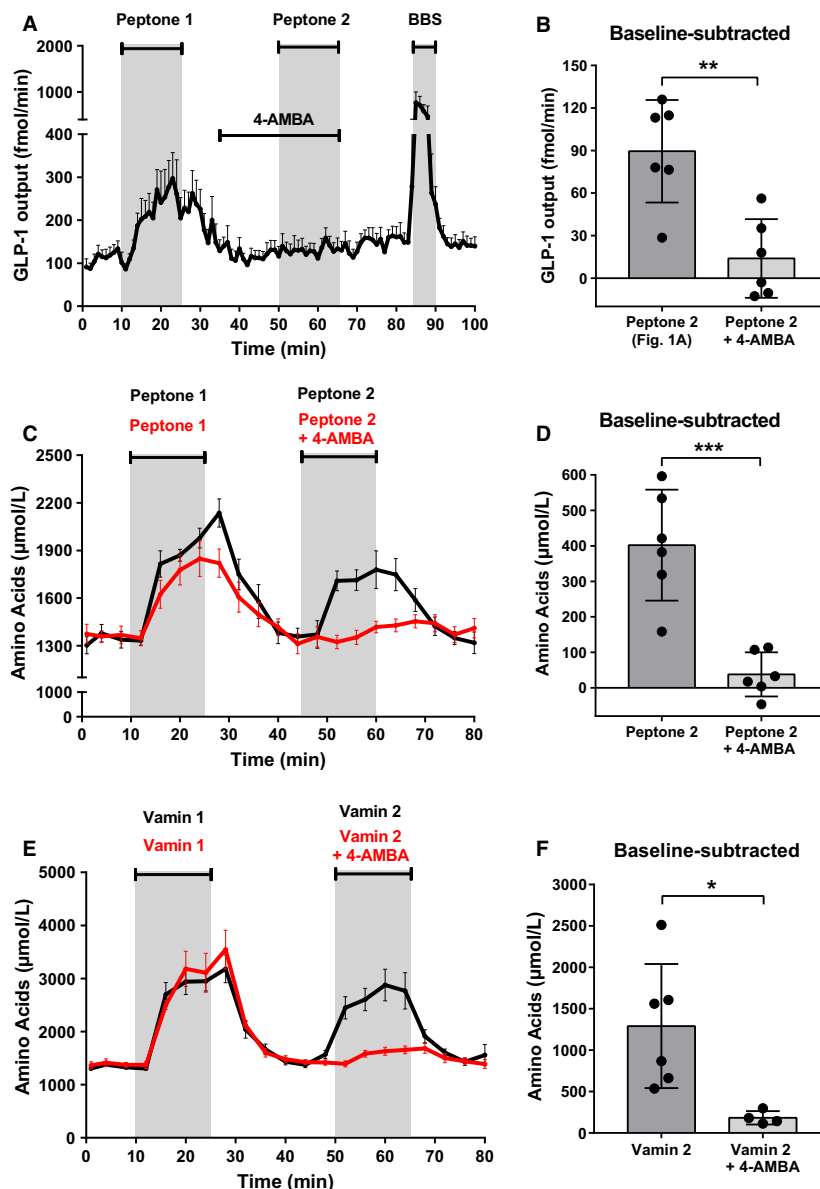 A
Peptone 1
Peptone 2
BBS
4-AMBA
GLP-1 output (fmol/min)
2000
1000
400
300
200
100
0
0 10 20 30 40 50 60 70 80 90 100
Time (min)
B
Baseline-subtracted
**
GLP-1 output (fmol/min)
150
120
90
60
30
0
Peptone 2
(Fig. 1A)
Peptone 2
+ 4-AMBA
C
Peptone 1
Peptone 1
Peptone 2
Peptone 2
+ 4-AMBA
Amino Acids (µmol/L)
2500
2200
1900
1600
1300
1000
0
0 10 20 30 40 50 60 70 80
Time (min)
D
Baseline-subtracted
***
Amino Acids (µmol/L)
600
500
400
300
200
100
0
Peptone 2
Peptone 2
+ 4-AMBA
E
Vamin 1
Vamin 1
Vamin 2
Vamin 2
+ 4-AMBA
Amino Acids (µmol/L)
5000
4000
3000
2000
1000
0
0 10 20 30 40 50 60 70 80
Time (min)
F
Baseline-subtracted
*
Amino Acids (µmol/L)
3000
2500
2000
1500
1000
500
0
Vamin 2
Vamin 2
+ 4-AMBA